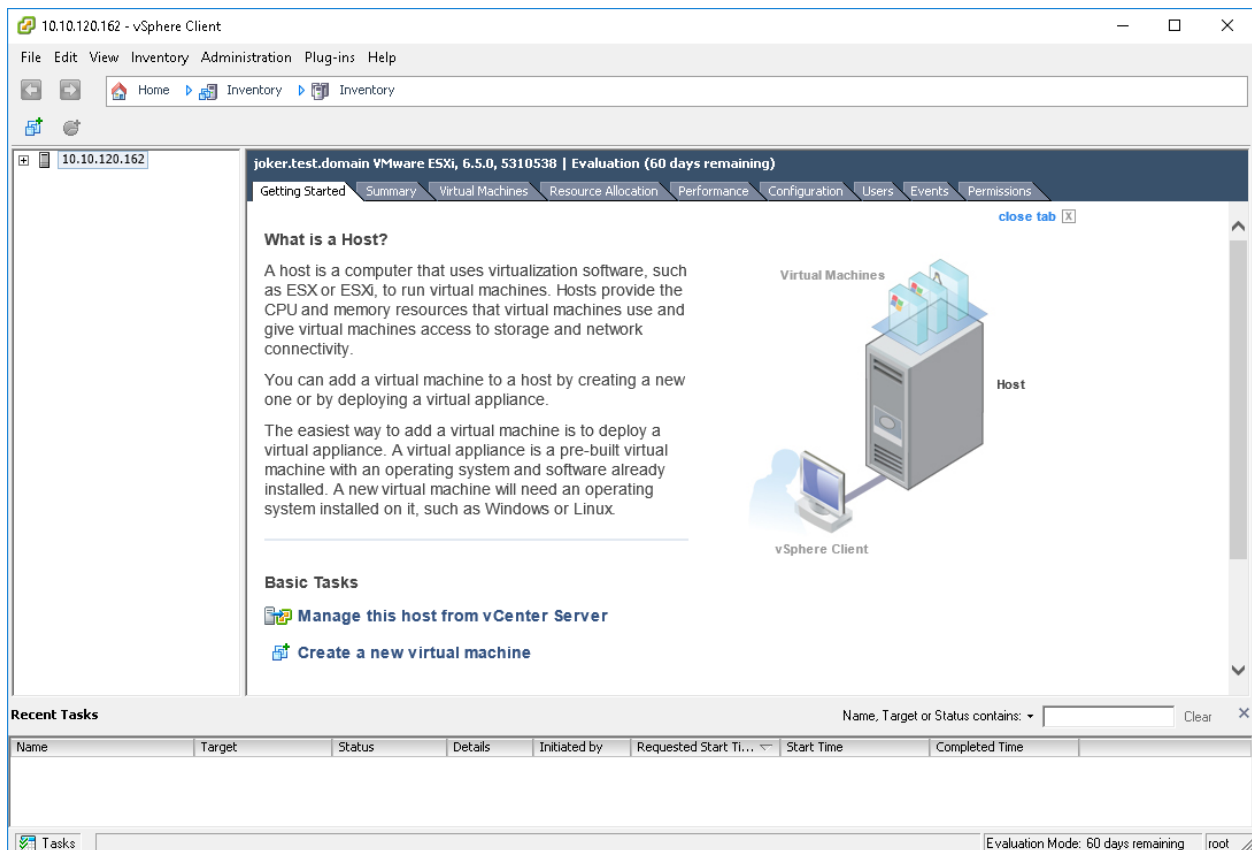 10.10.120.162 - vSphere Client
File Edit View Inventory Administration Plug-ins Help
Home Inventory Inventory
10.10.120.162
joker.test.domain VMware ESXi, 6.5.0, 5310538 | Evaluation (60 days remaining)
Getting Started Summary Virtual Machines Resource Allocation Performance Configuration Users Events Permissions
close tab X
What is a Host?
A host is a computer that uses virtualization software, such
as ESX or ESXi, to run virtual machines. Hosts provide the
CPU and memory resources that virtual machines use and
give virtual machines access to storage and network
connectivity.
You can add a virtual machine to a host by creating a new
one or by deploying a virtual appliance.
The easiest way to add a virtual machine is to deploy a
virtual appliance. A virtual appliance is a pre-built virtual
machine with an operating system and software already
installed. A new virtual machine will need an operating
system installed on it, such as Windows or Linux.
Virtual Machines
Host
vSphere Client
Basic Tasks
Manage this host from vCenter Server
Create a new virtual machine
Recent Tasks Name, Target or Status contains: Clear
Name Target Status Details Initiated by Requested Start Ti... Start Time Completed Time
Tasks Evaluation Mode: 60 days remaining root